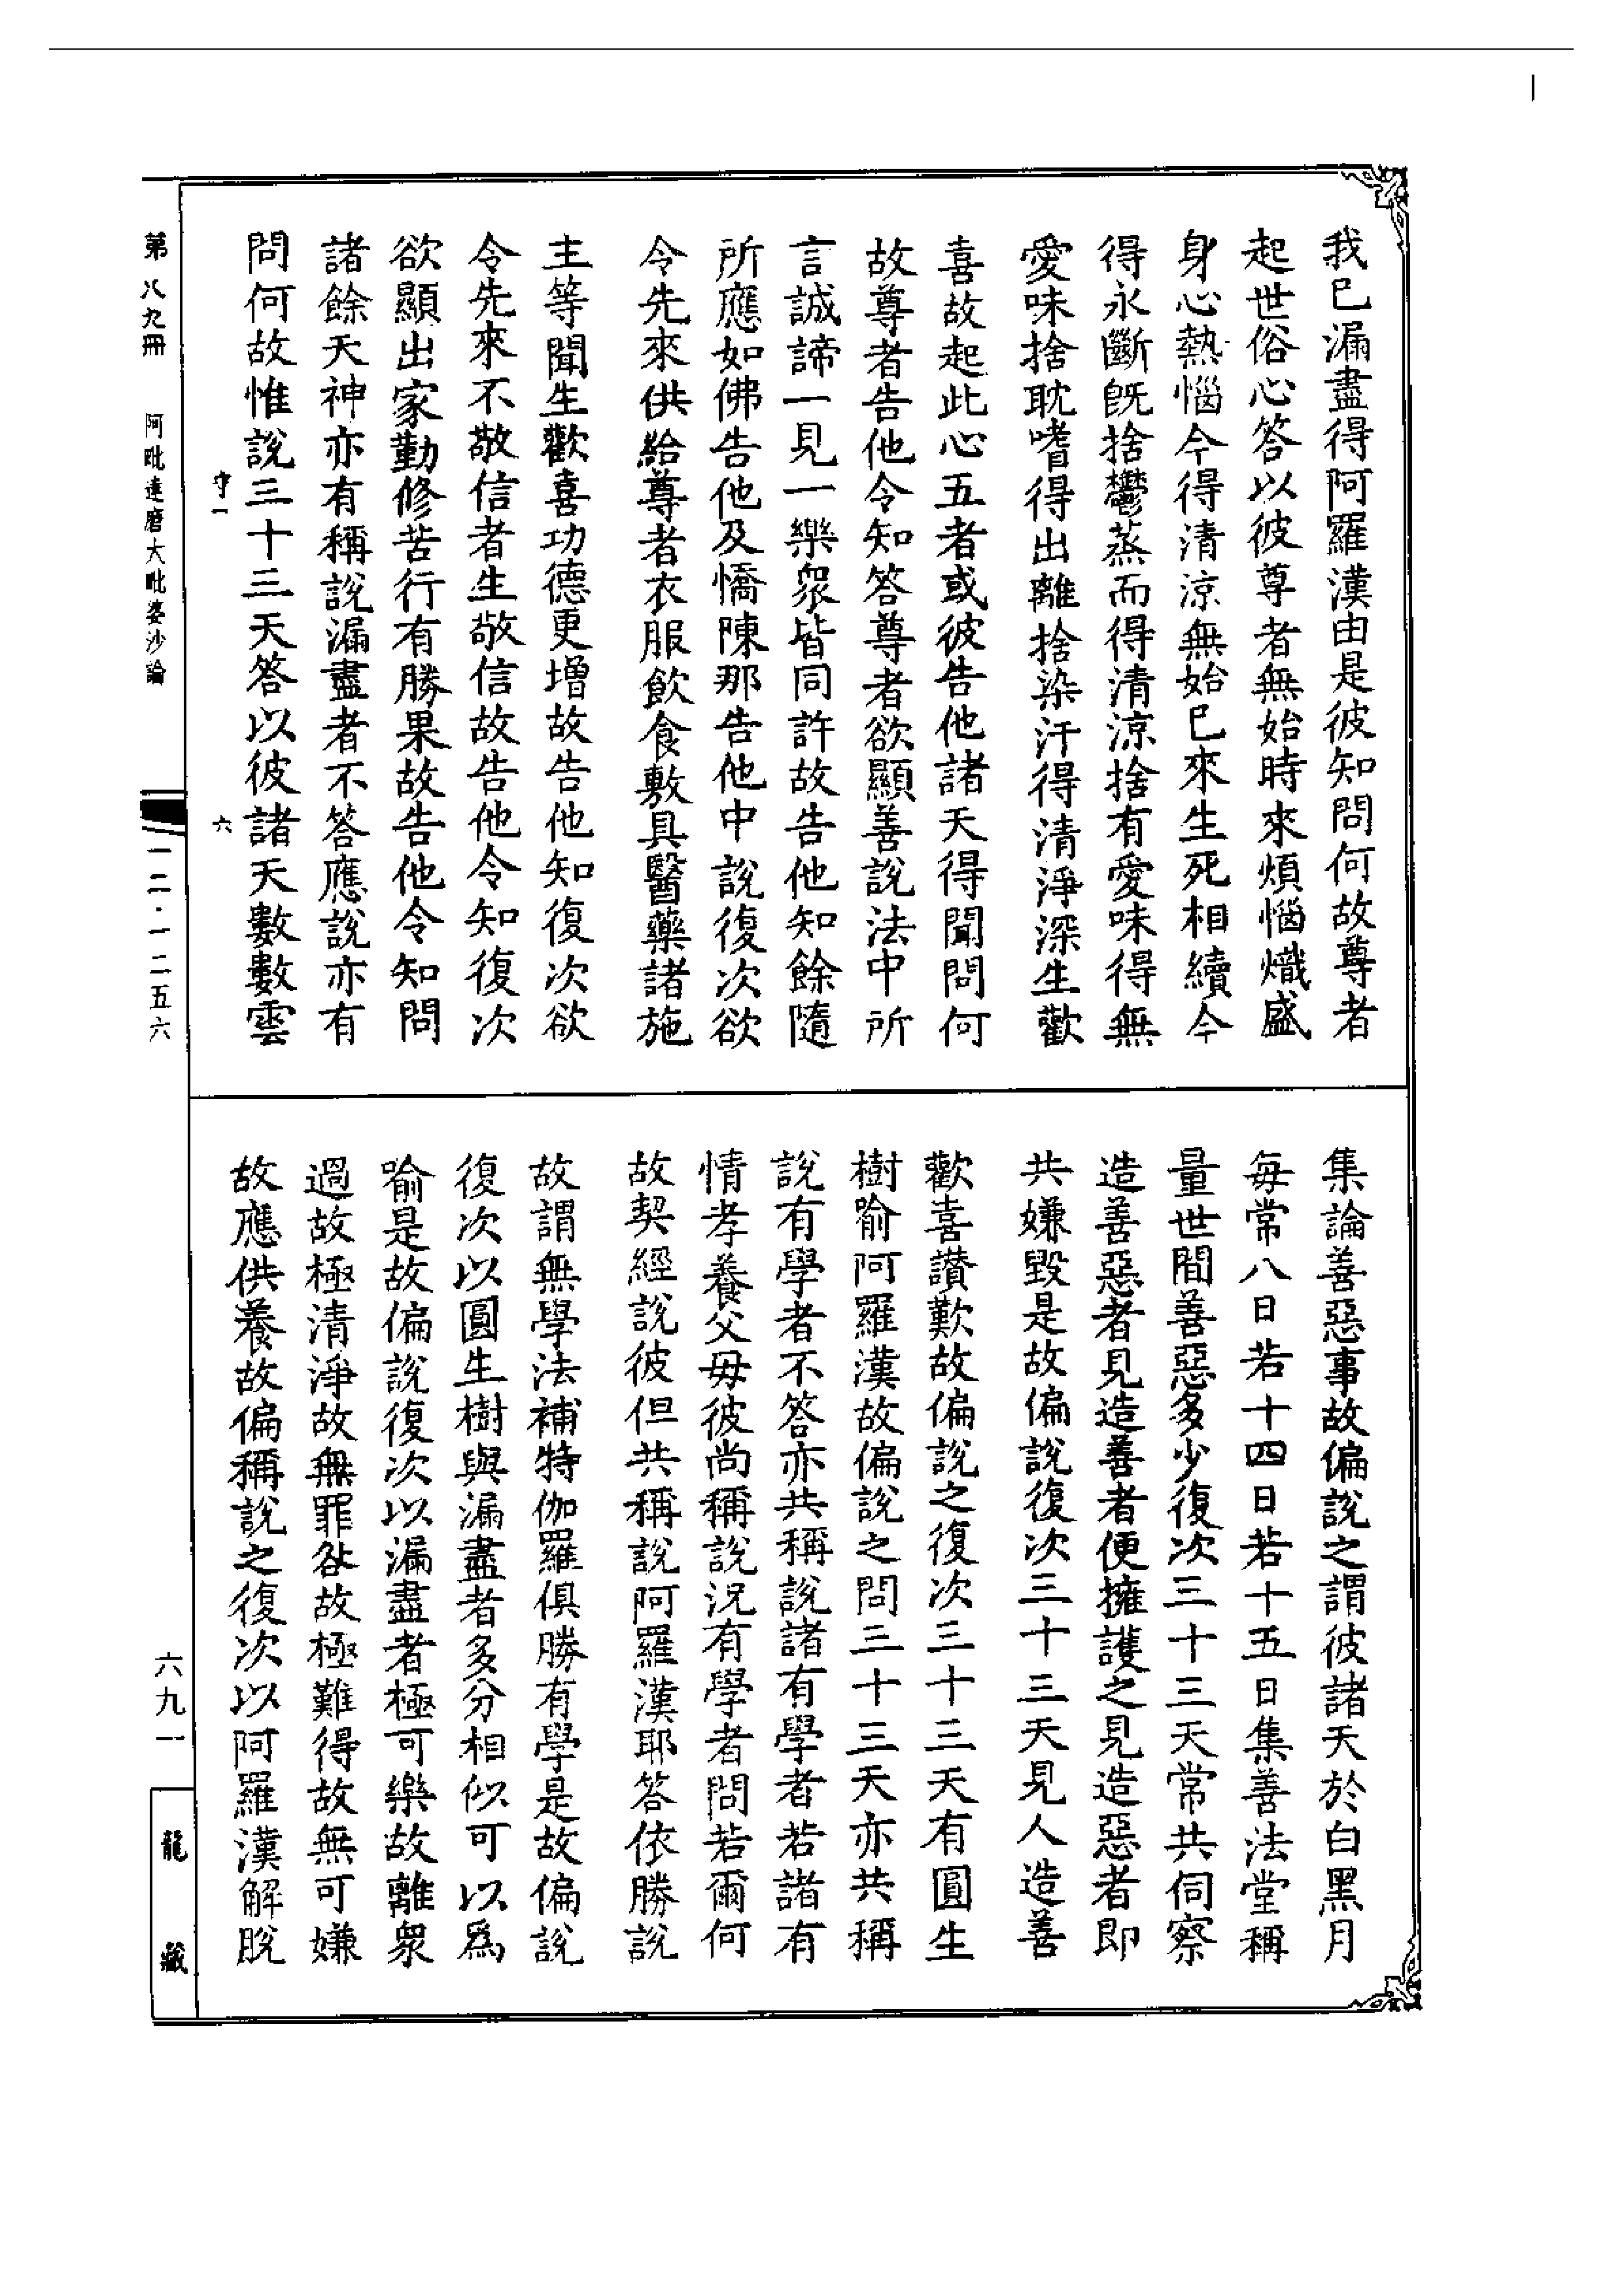 我已漏盡得阿羅漢由是彼知問何故尊者
起世俗心答以彼尊者無始時來煩惱熾盛
身心熱惱今得清涼無始已來生死相續今
得永斷旣捨鬱蒸而得清涼捨有愛味得無
愛味捨耽嗜得出離捨染汙得清淨深生歡
喜故起此心五者或彼告他諸天得聞問何
故尊者告他令知答尊者欲顯善說法中所
言誠諦一見一樂衆皆同許故告他知餘隨
所應如佛告他及憍陳那告他中說復次欲
令先來供給尊者衣服飲食敷具醫藥諸施
主等聞生歡喜功德更增故告他知復次欲
令先來不敬信者生敬信故告他令知復次
欲顯出家勤修苦行有勝果故告他令知問
諸餘天神亦有稱說漏盡者不答應說亦有
問何故惟說三十三天答以彼諸天數數雲
守一
六
集論善惡事故偏說之謂彼諸天於白黑月
每常八日若十四日若十五日集善法堂稱
量世間善惡多少復次三十三天常共伺察
造善惡者見造善者便擁護之見造惡者即
共嫌毀是故偏說復次三十三天見人造善
歡喜讚歎故偏說之復次三十三天有圓生
樹喻阿羅漢故偏說之問三十三天亦共稱
說有學者不答亦共稱說諸有學者若諸有
情孝養父母彼尚稱說況有學者問若爾何
故契經說彼但共稱說阿羅漢耶答依勝說
故謂無學法補特伽羅俱勝有學是故偏說
復次以圓生樹與漏盡者多分相似可以爲
喻是故偏說復次以漏盡者極可樂故離衆
過故極清淨故無罪咎故極難得故無可嫌
故應供養故偏稱說之復次以阿羅漢解脫
第八九冊
阿毗達磨大毗婆沙論
一二·一二五六
六九一
龍藏